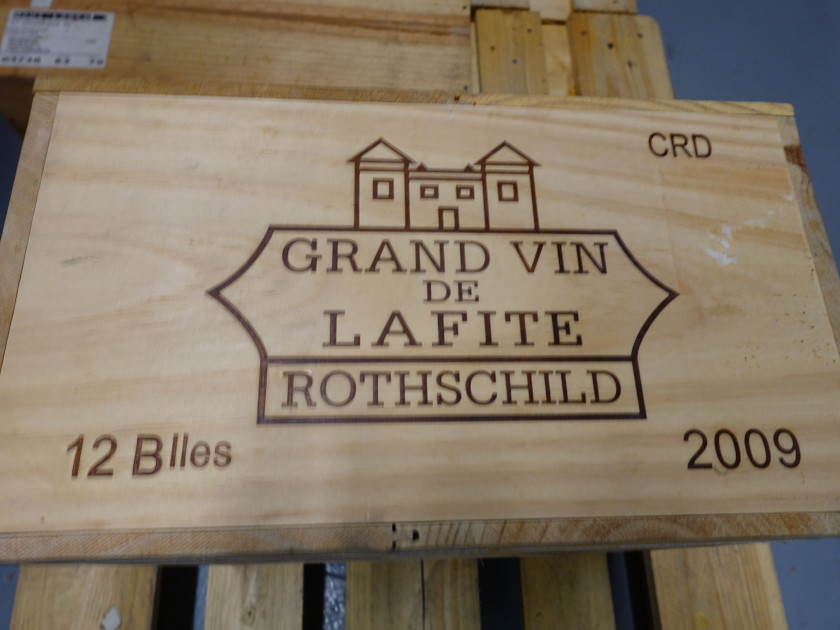 CRD
GRAND VIN
DE
LAFITE
ROTHSCHILD
12 Blles
2009